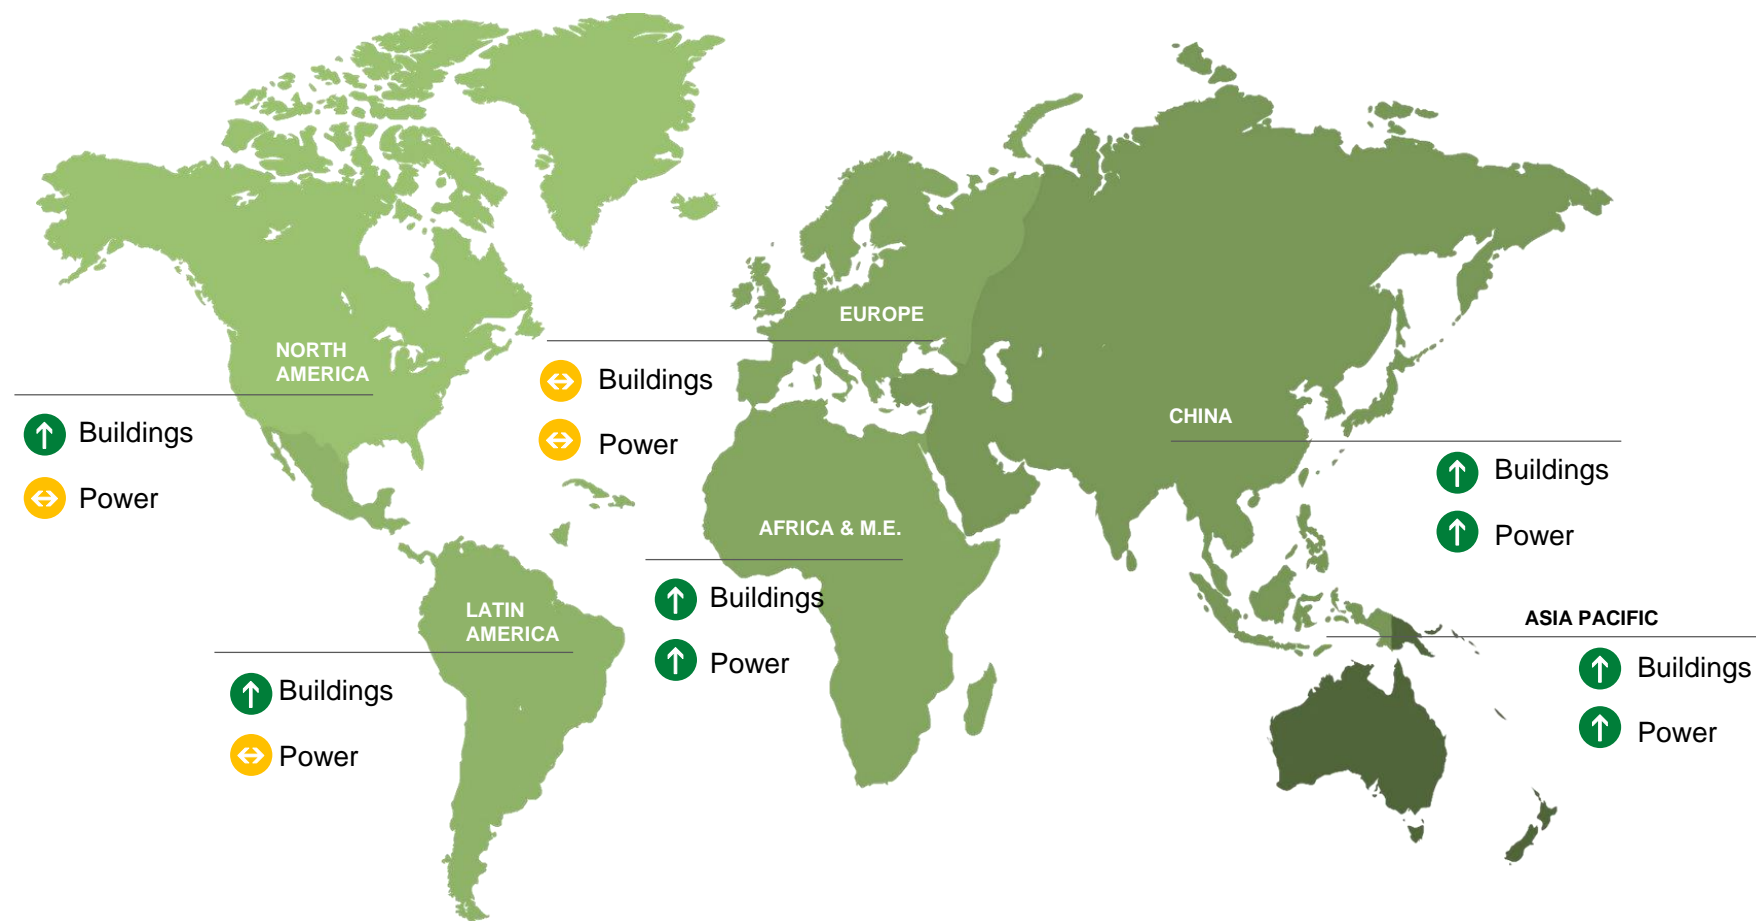 NORTH
AMERICA
Buildings
Power
EUROPE
Buildings
Power
CHINA
Buildings
Power
AFRICA & M.E.
Buildings
Power
LATIN
AMERICA
Buildings
Power
ASIA PACIFIC
Buildings
Power